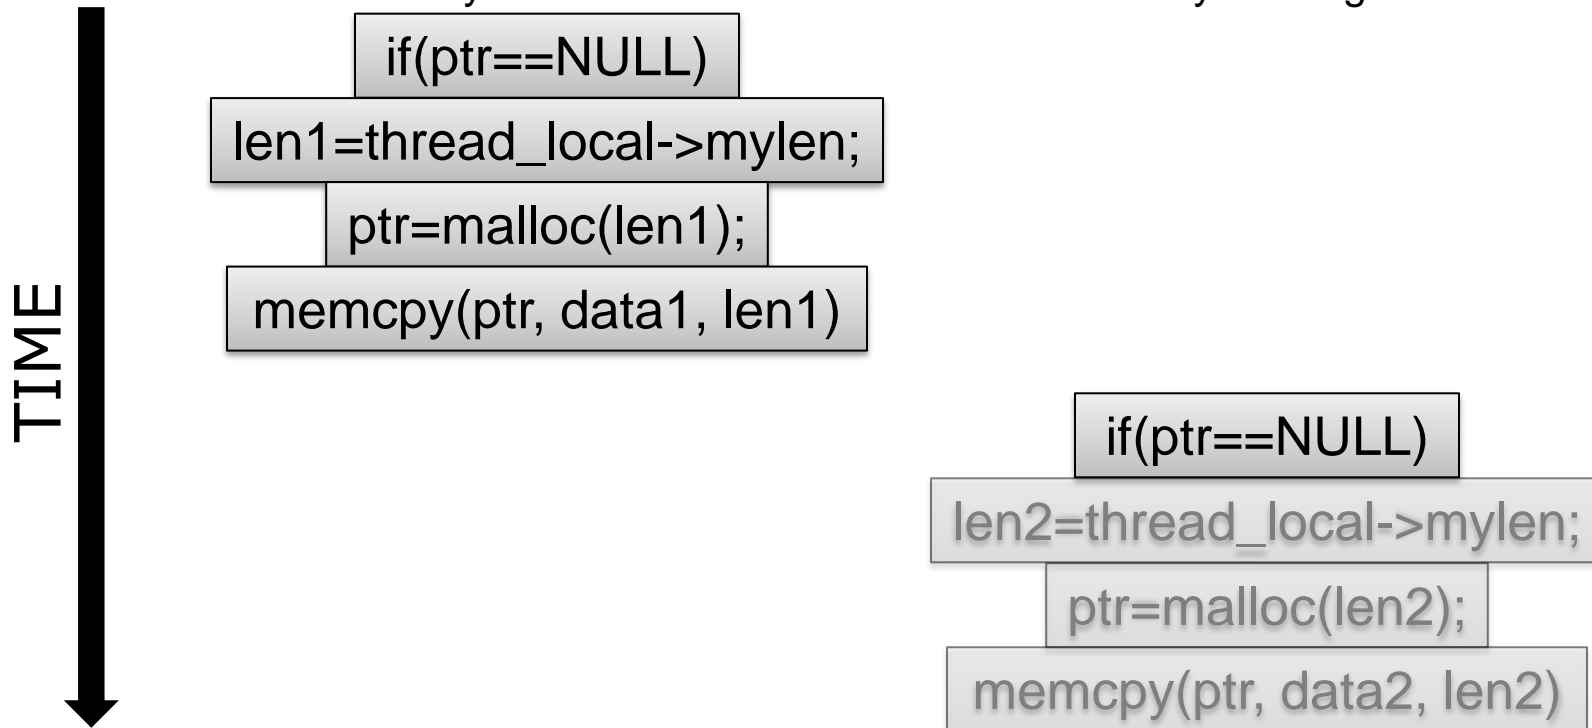 if(ptr==NULL)
len1=thread_local->mylen;
ptr=malloc(len1);
memcpy(ptr, data1, len1)
TIME
if(ptr==NULL)
len2=thread_local->mylen;
ptr=malloc(len2);
memcpy(ptr, data2, len2)